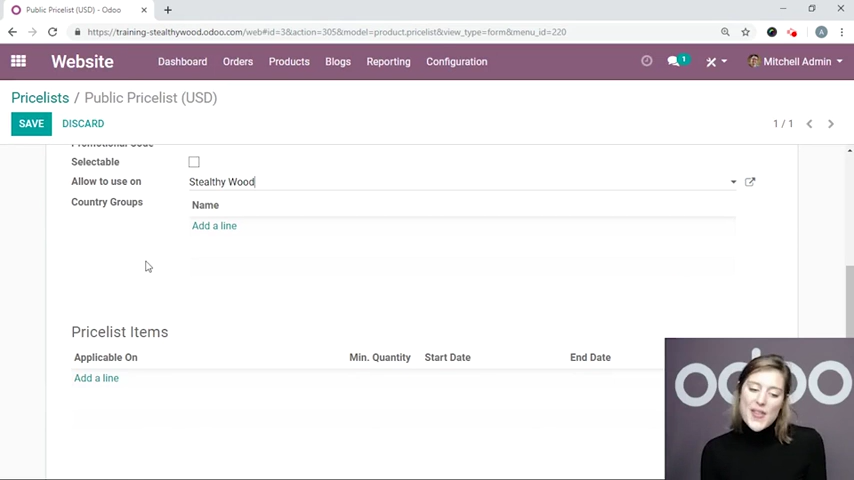 Public Pricelist (USD) - Odoo
https://training-stealthywood.odoo.com/web#id=3&action=305&model=product.pricelist&view_type=form&menu_id=220
A
Website Dashboard Orders Products Blogs Reporting Configuration 1 Mitchell Admin
Pricelists / Public Pricelist (USD)
SAVE DISCARD 1 / 1
Promotional Code
Selectable
Allow to use on Stealthy Wood
Country Groups Name
Add a line
Pricelist Items
Applicable On Min. Quantity Start Date End Date
Add a line
odoo